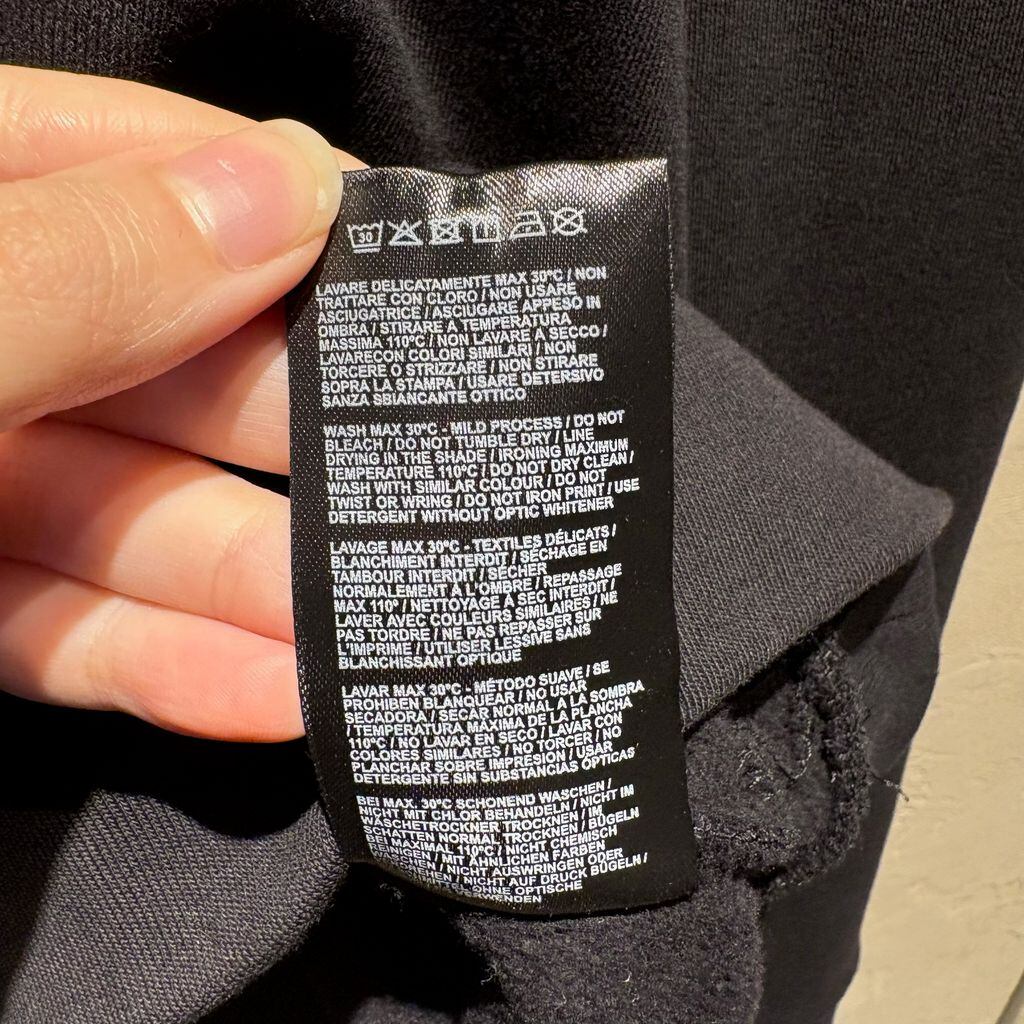 30
LAVARE DELICATAMENTE MAX 30°C / NON
TRATTARE CON CLORO / NON USARE
ASCIUGATRICE / ASCIUGARE APPESO IN
OMBRA / STIRARE A TEMPERATURA
MASSIMA 110°C / NON LAVARE A SECCO /
LAVARECON COLORI SIMILARI / NON
TORCERE O STRIZZARE / NON STIRARE
SOPRA LA STAMPA / USARE DETERSIVO
SANZA SBIANCANTE OTTICO
WASH MAX 30°C - MILD PROCESS / DO NOT
BLEACH / DO NOT TUMBLE DRY / LINE
DRYING IN THE SHADE / IRONING MAXIMUM
TEMPERATURE 110°C / DO NOT DRY CLEAN /
WASH WITH SIMILAR COLOUR / DO NOT
TWIST OR WRING / DO NOT IRON PRINT / USE
DETERGENT WITHOUT OPTIC WHITENER
LAVAGE MAX 30°C - TEXTILES DÉLICATS /
BLANCHIMENT INTERDIT / SÉCHAGE EN
TAMBOUR INTERDIT / SÉCHER
NORMALEMENT A L'OMBRE / REPASSAGE
MAX 110° / NETTOYAGE À SEC INTERDIT /
LAVER AVEC COULEURS SIMILAIRES / NE
PAS TORDRE / NE PAS REPASSER SUR
L'IMPRIME / UTILISER LESSIVE SANS
BLANCHISSANT OPTIQUE
LAVAR MAX 30°C - MÉTODO SUAVE / SE
PROHIBEN BLANQUEAR / NO USAR
SECADORA / SECAR NORMAL A LA SOMBRA
/ TEMPERATURA MAXIMA DE LA PLANCHA
110°C / NO LAVAR EN SECO / LAVAR CON
COLORES SIMILARES / NO TORCER / NO
PLANCHAR SOBRE IMPRESION / USAR
DETERGENTE SIN SUBSTANCIAS ÓPTICAS
BEI MAX. 30°C SCHONEND WASCHEN /
NICHT MIT CHLOR BEHANDELN / NICHT IM
WÄSCHETROCKNER TROCKNEN / IM
SCHATTEN NORMAL TROCKNEN / BÜGELN
BEI MAXIMAL 110°C / NICHT CHEMISCH
REINIGEN / MIT ÄHNLICHEN FARBEN
/ NICHT AUSWRINGEN ODER
/ NICHT AUF DRUCK BÜGELN /
OHNE OPTISCHE